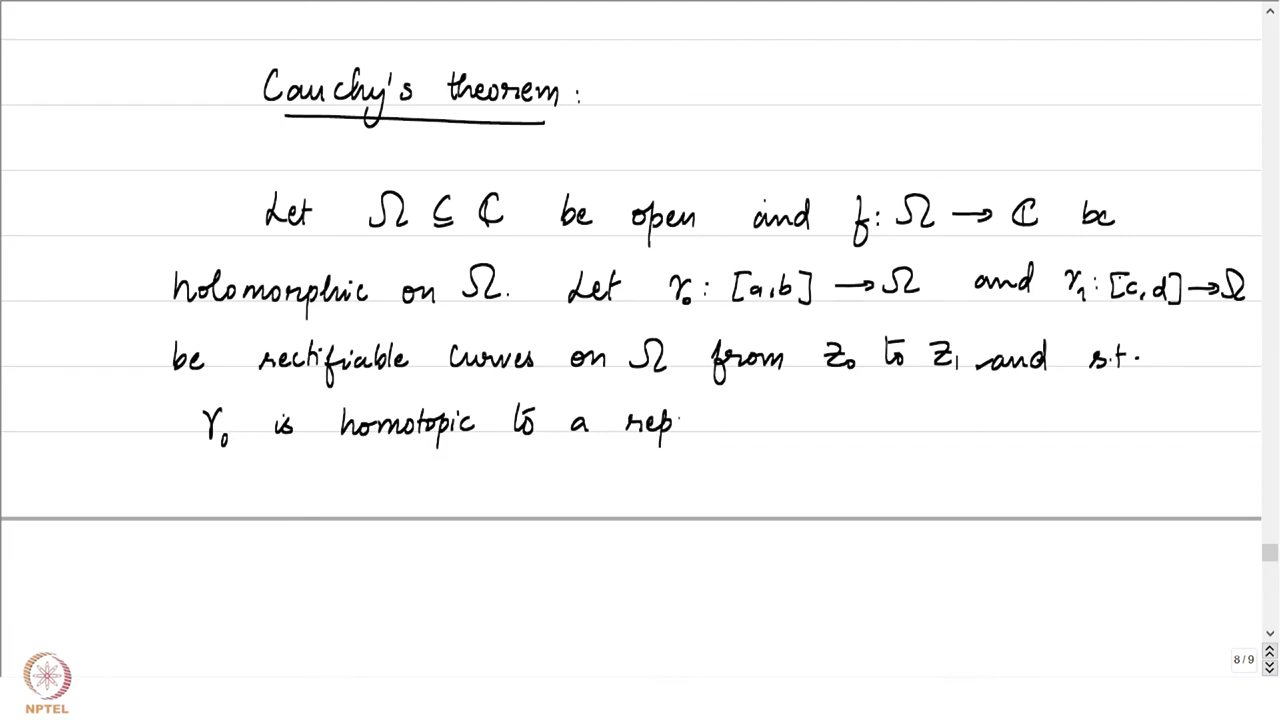 Cauchy's theorem :
Let Ω ⊆ ℂ be open and f: Ω → ℂ be
holomorphic on Ω. Let γ₀ : [a,b] → Ω and γ₁ : [c,d] → Ω
be rectifiable curves on Ω from z₀ to z₁ and s.t.
γ₀ is homotopic to a rep
8 / 9
NPTEL